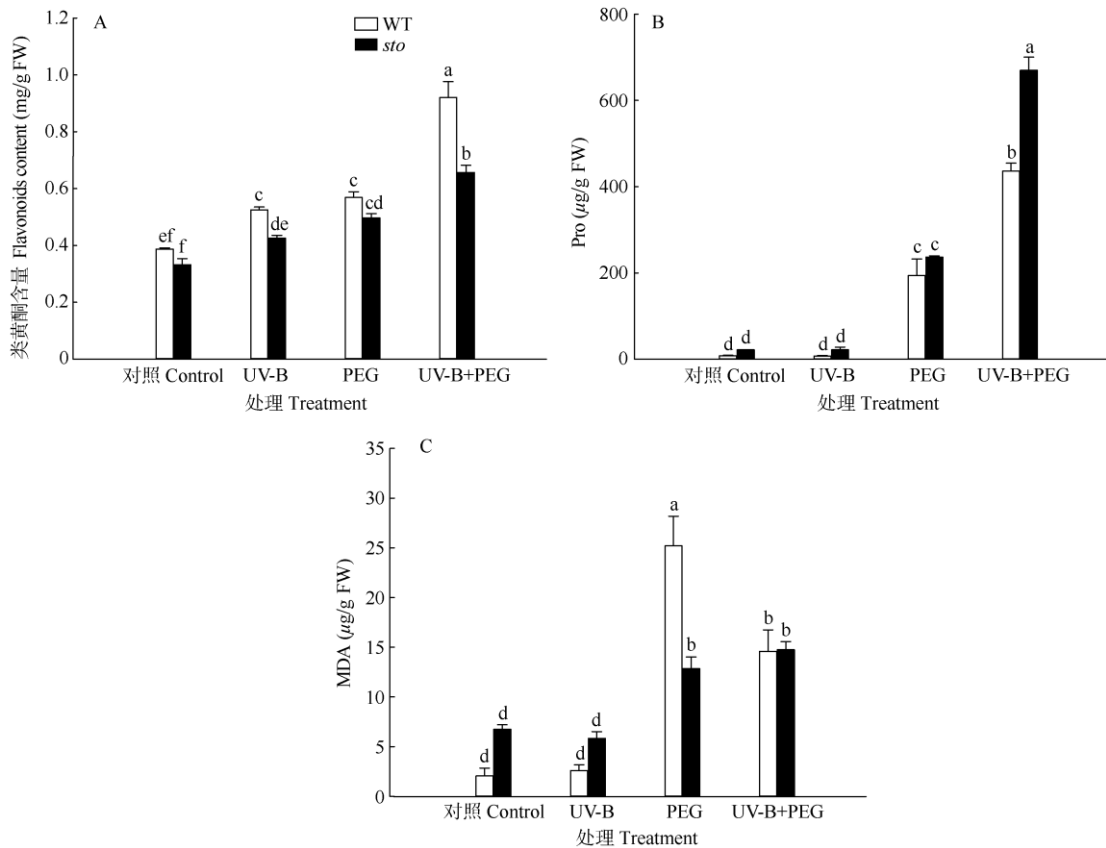 A
WT
sto
类黄酮含量 Flavonoids content (mg/g FW)
1.2
1.0
0.8
0.6
0.4
0.2
0
ef
f
c
de
c
cd
a
b
对照 Control
UV-B
PEG
UV-B+PEG
处理 Treatment
B
Pro (μg/g FW)
800
600
400
200
0
d
d
d
d
c
c
b
a
对照 Control
UV-B
PEG
UV-B+PEG
处理 Treatment
C
MDA (μg/g FW)
35
30
25
20
15
10
5
0
d
d
d
d
a
b
b
b
对照 Control
UV-B
PEG
UV-B+PEG
处理 Treatment